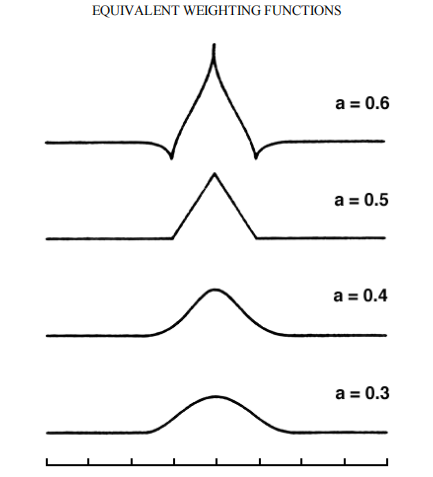 EQUIVALENT WEIGHTING FUNCTIONS
a = 0.6
a = 0.5
a = 0.4
a = 0.3